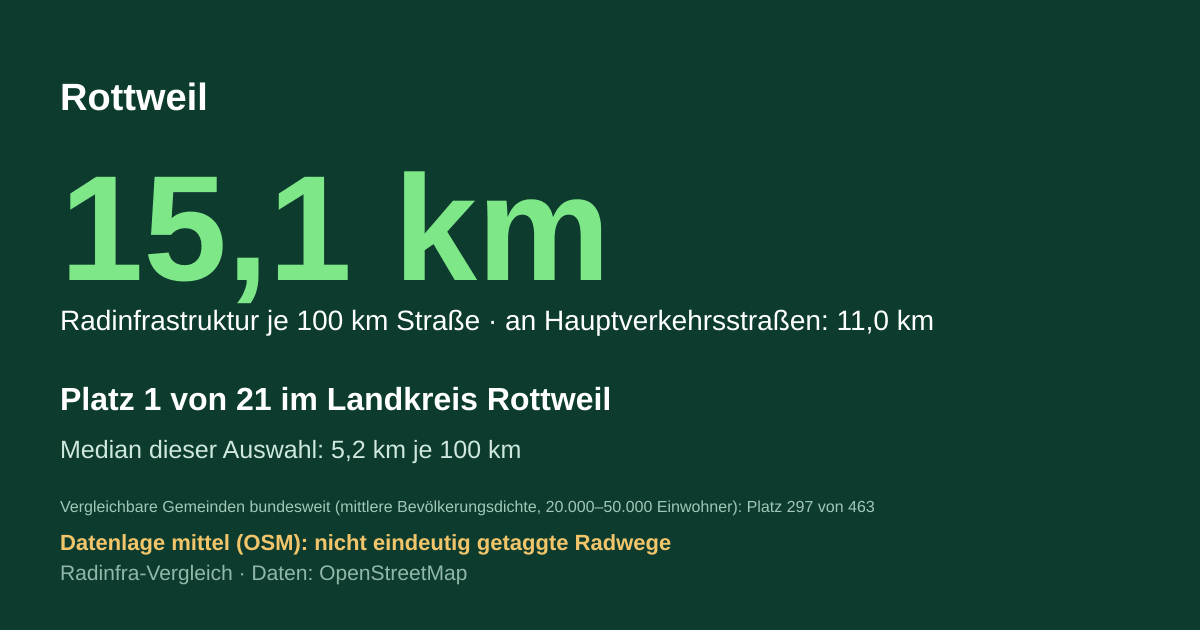 Rottweil
15,1 km
Radinfrastruktur je 100 km Straße · an Hauptverkehrsstraßen: 11,0 km
Platz 1 von 21 im Landkreis Rottweil
Median dieser Auswahl: 5,2 km je 100 km
Vergleichbare Gemeinden bundesweit (mittlere Bevölkerungsdichte, 20.000–50.000 Einwohner): Platz 297 von 463
Datenlage mittel (OSM): nicht eindeutig getaggte Radwege
Radinfra-Vergleich · Daten: OpenStreetMap